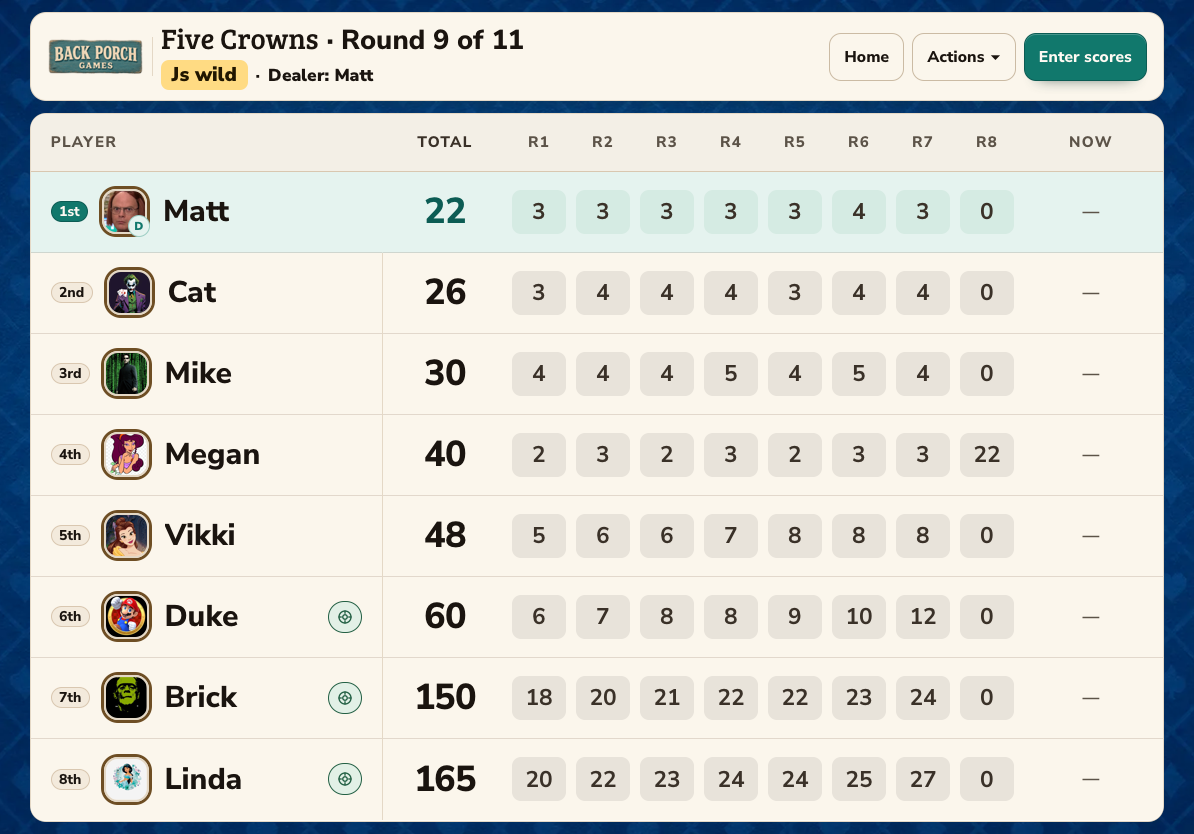 BACK PORCH
GAMES
Five Crowns · Round 9 of 11
Js wild · Dealer: Matt
Home
Actions
Enter scores
PLAYER TOTAL R1 R2 R3 R4 R5 R6 R7 R8 NOW
1st D Matt 22 3 3 3 3 3 4 3 0 —
2nd Cat 26 3 4 4 4 3 4 4 0 —
3rd Mike 30 4 4 4 5 4 5 4 0 —
4th Megan 40 2 3 2 3 2 3 3 22 —
5th Vikki 48 5 6 6 7 8 8 8 0 —
6th Duke 60 6 7 8 8 9 10 12 0 —
7th Brick 150 18 20 21 22 22 23 24 0 —
8th Linda 165 20 22 23 24 24 25 27 0 —